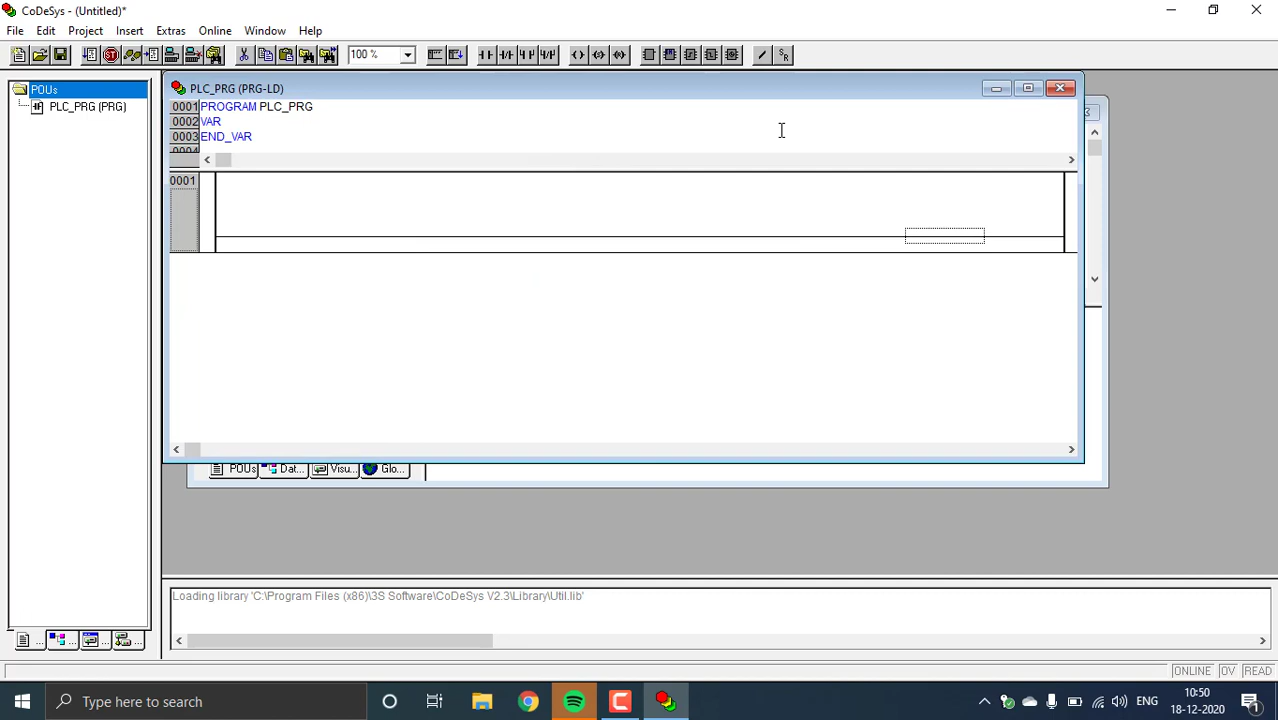 CoDeSys - (Untitled)*
File Edit Project Insert Extras Online Window Help
100 %
POUs
PLC_PRG (PRG)
PLC_PRG (PRG-LD)
0001 PROGRAM PLC_PRG
0002 VAR
0003 END_VAR
0004
0001
POUs Dat... Visu... Glo...
Loading library 'C:\Program Files (x86)\3S Software\CoDeSys V2.3\Library\Util.lib'
... ... ... ...
ONLINE OV READ
Type here to search
ENG
10:50
18-12-2020
1